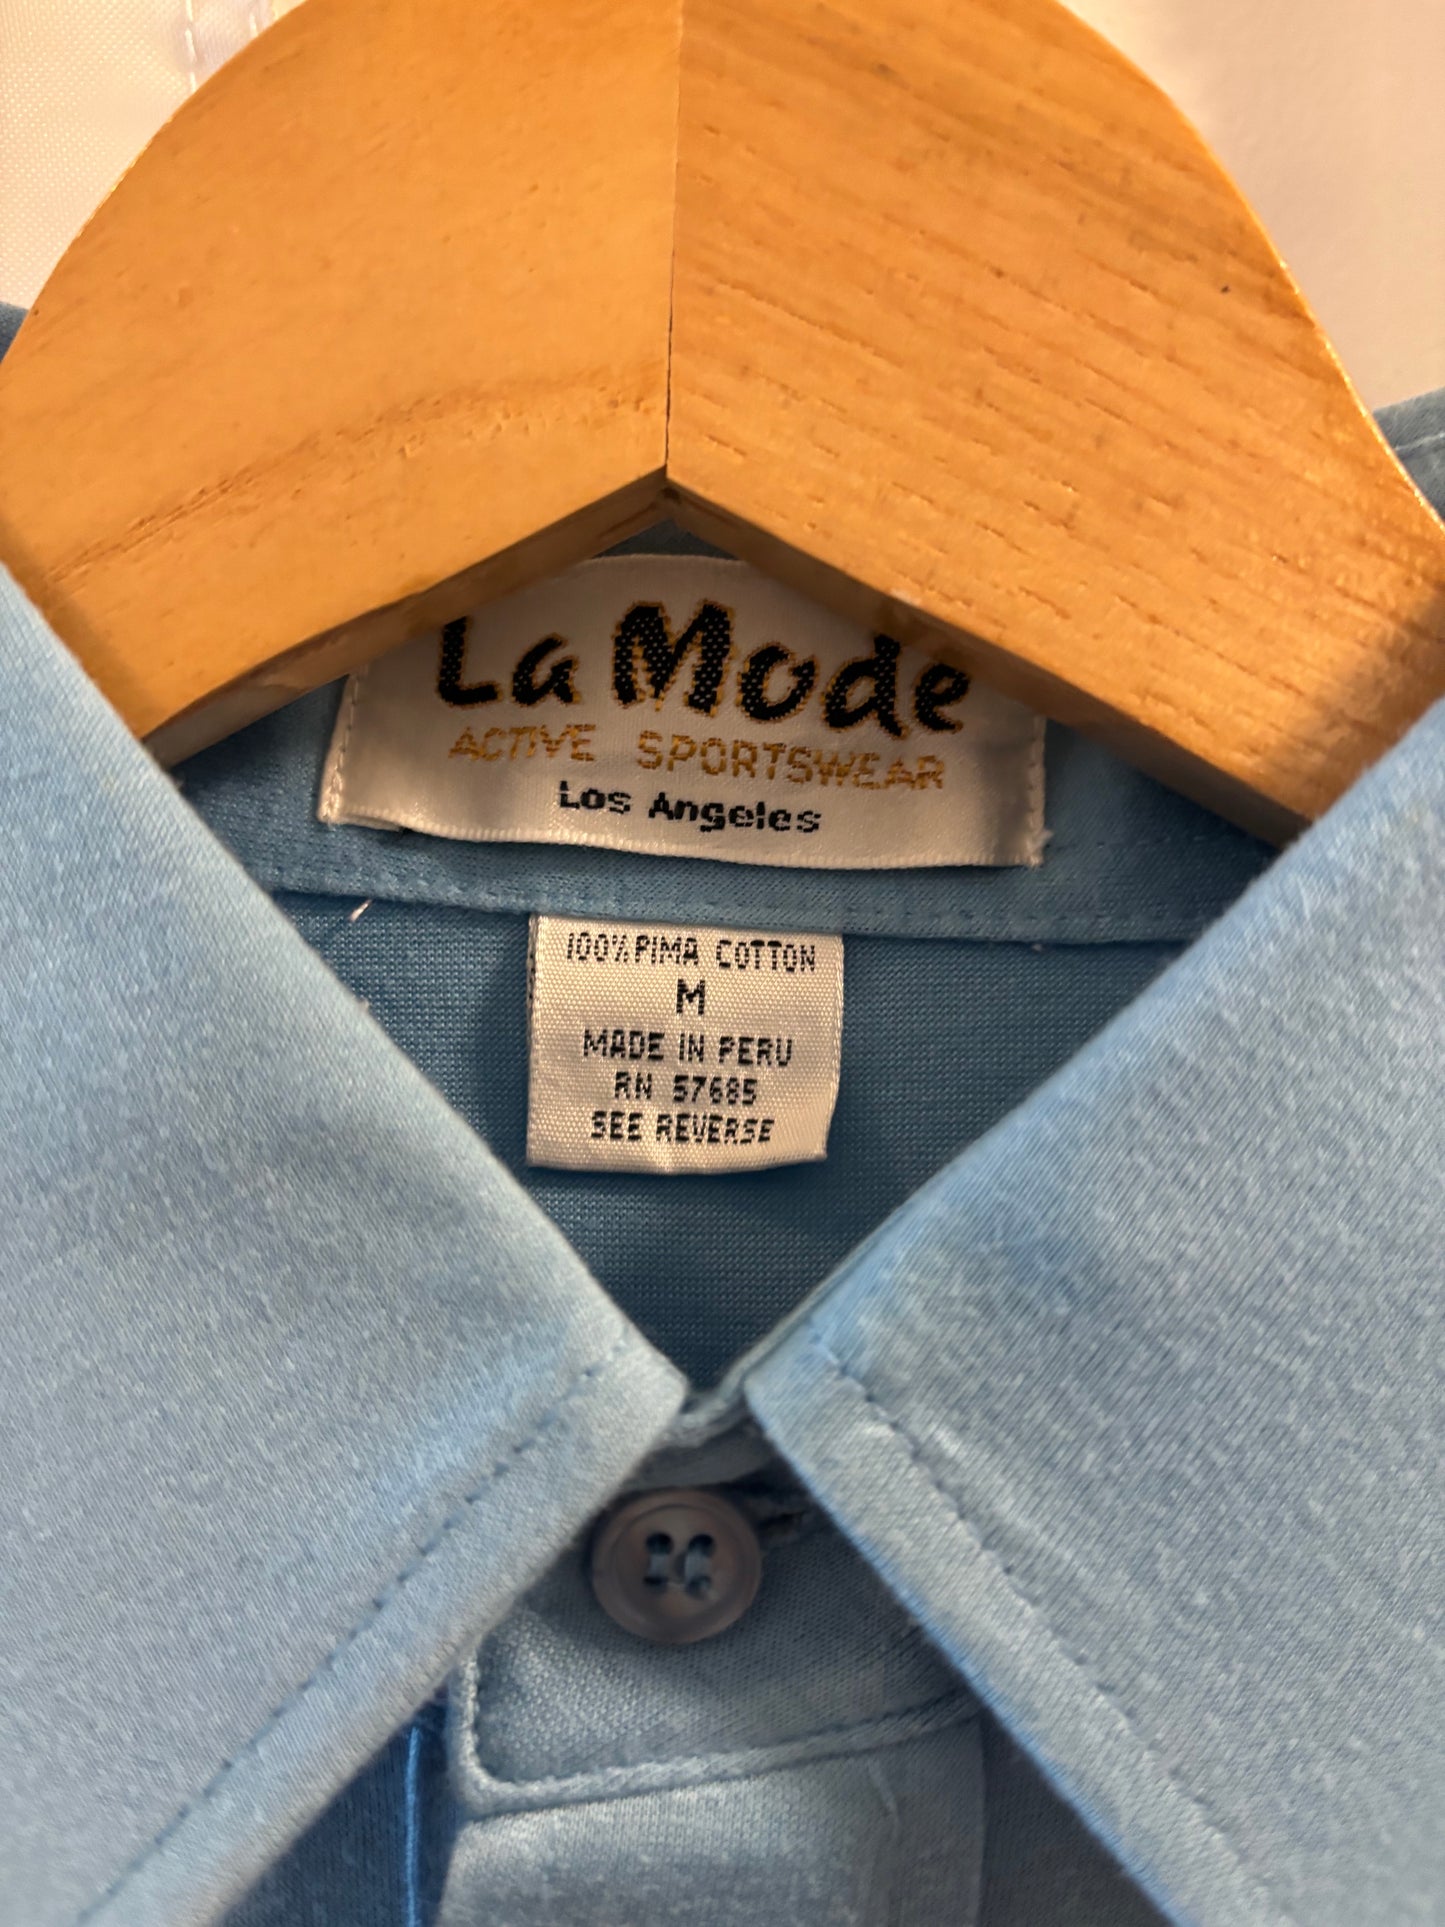 La Mode
ACTIVE SPORTSWEAR
Los Angeles
100% PIMA COTTON
M
MADE IN PERU
RN 57685
SEE REVERSE